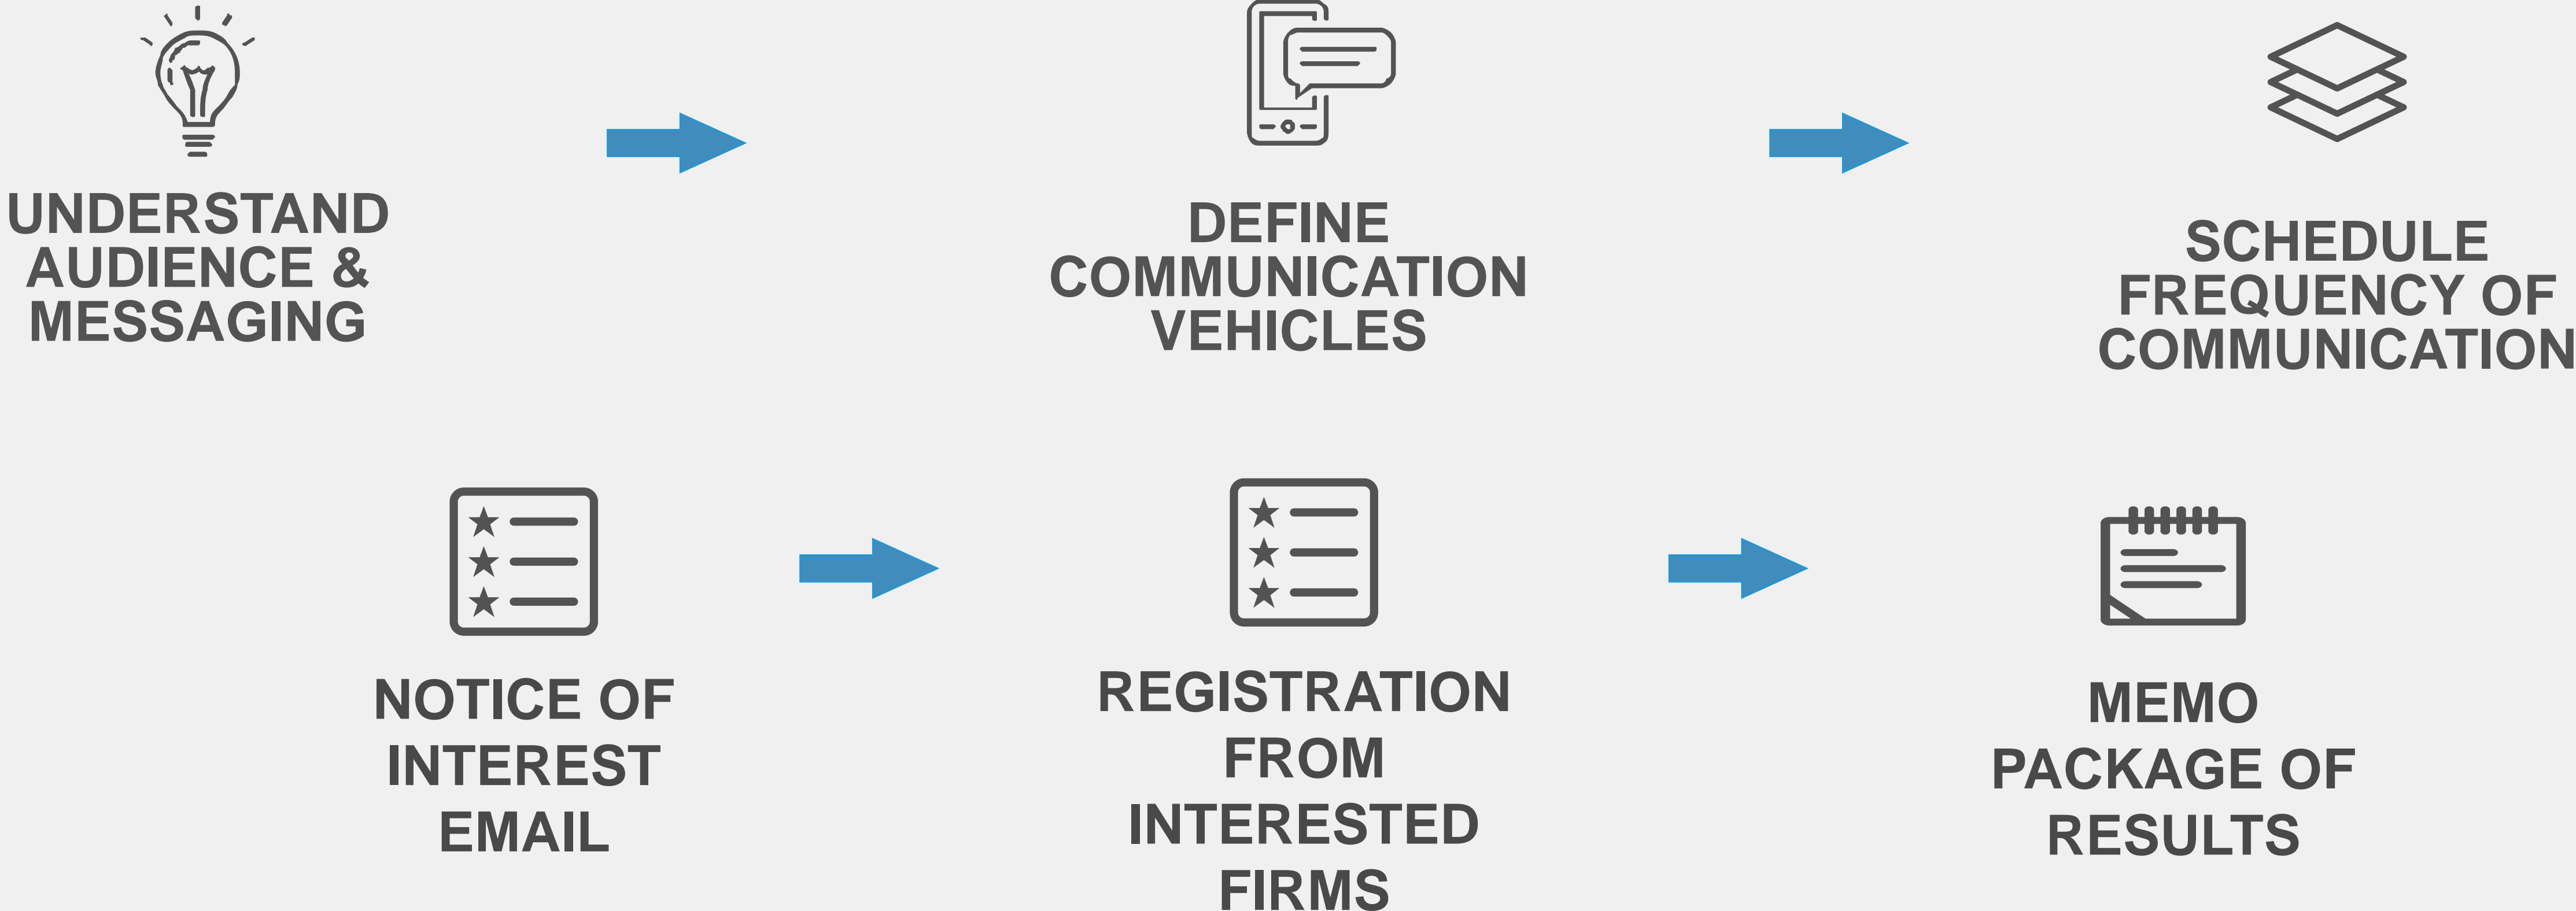 UNDERSTAND
AUDIENCE &
MESSAGING
DEFINE
COMMUNICATION
VEHICLES
SCHEDULE
FREQUENCY OF
COMMUNICATION
NOTICE OF
INTEREST
EMAIL
REGISTRATION
FROM
INTERESTED
FIRMS
MEMO
PACKAGE OF
RESULTS